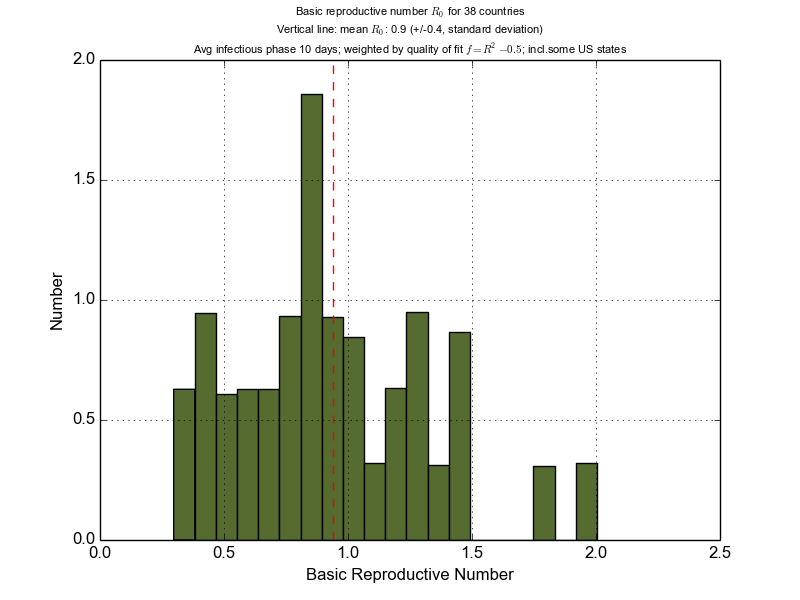 Basic reproductive number R₀ for 38 countries
Vertical line: mean R₀: 0.9 (+/-0.4, standard deviation)
Avg infectious phase 10 days; weighted by quality of fit f=R² −0.5; incl.some US states
2.0
1.5
1.0
0.5
0.0
Number
0.0 0.5 1.0 1.5 2.0 2.5
Basic Reproductive Number